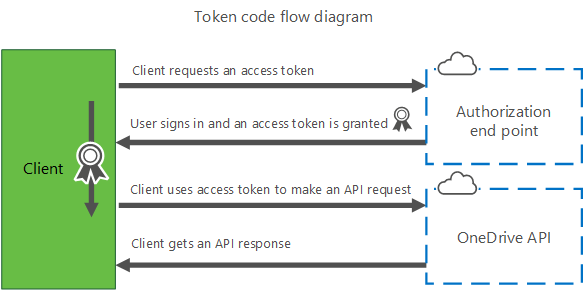 Token code flow diagram
Client requests an access token
Authorization
end point
User signs in and an access token is granted
Client
Client uses access token to make an API request
OneDrive API
Client gets an API response